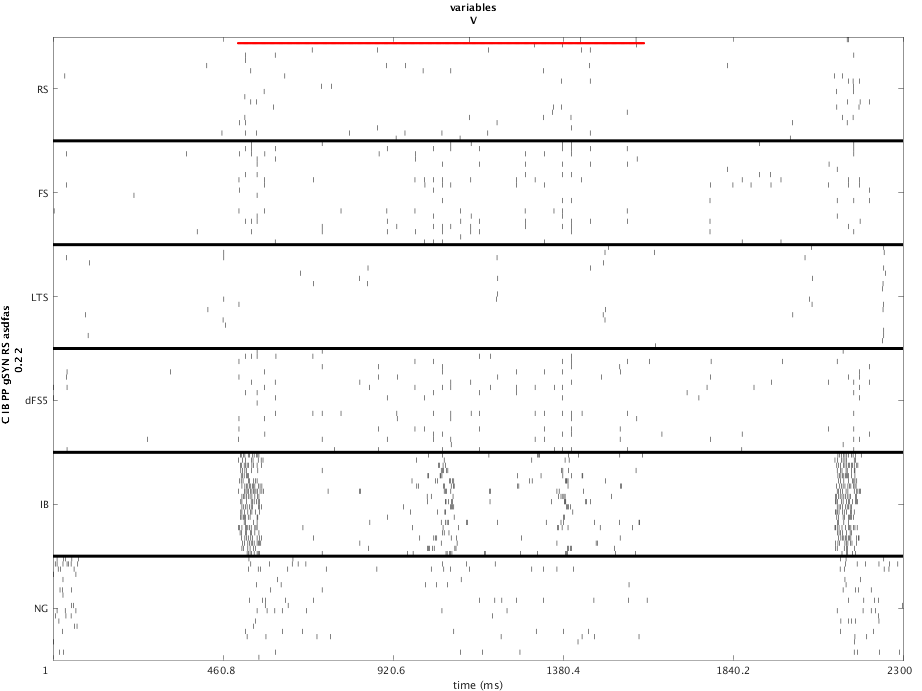 variables
V
RS
FS
LTS
dFS5
IB
NG
C IB PP gSYN RS asdfas
0.2 2
1
460.8
920.6
1380.4
1840.2
2300
time (ms)